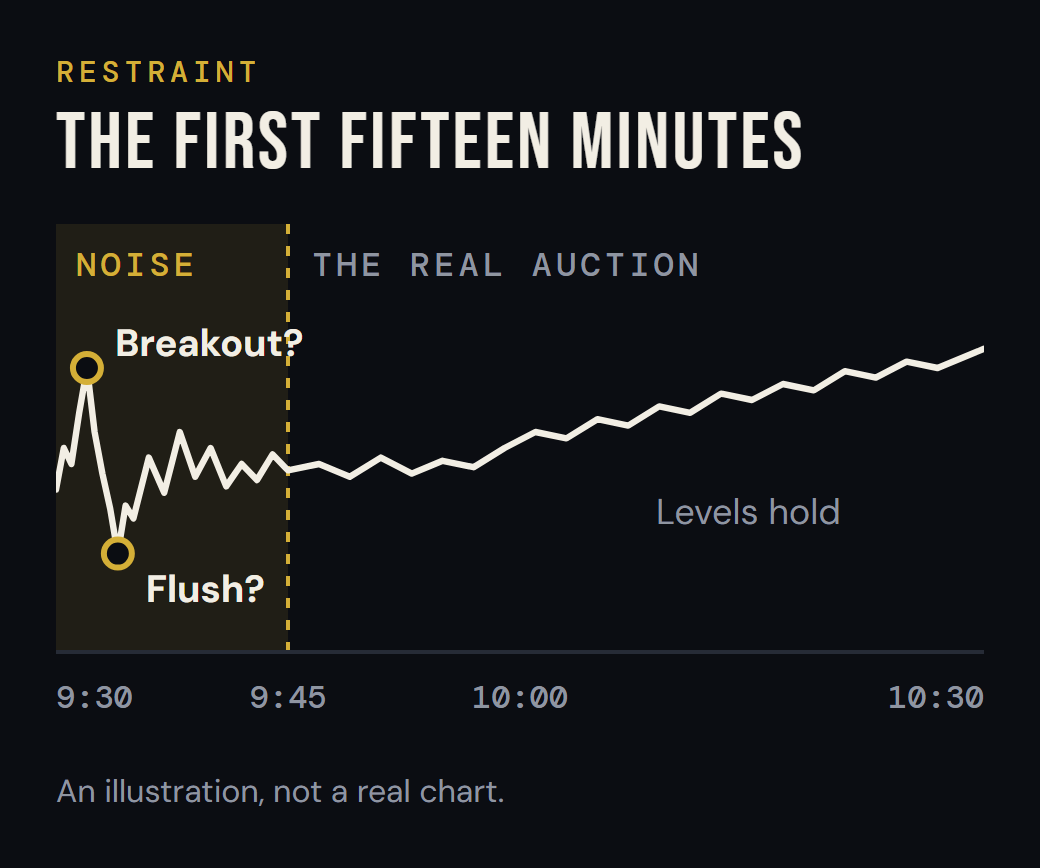 RESTRAINT
THE FIRST FIFTEEN MINUTES
NOISE
THE REAL AUCTION
Breakout?
Levels hold
Flush?
9:30
9:45
10:00
10:30
An illustration, not a real chart.